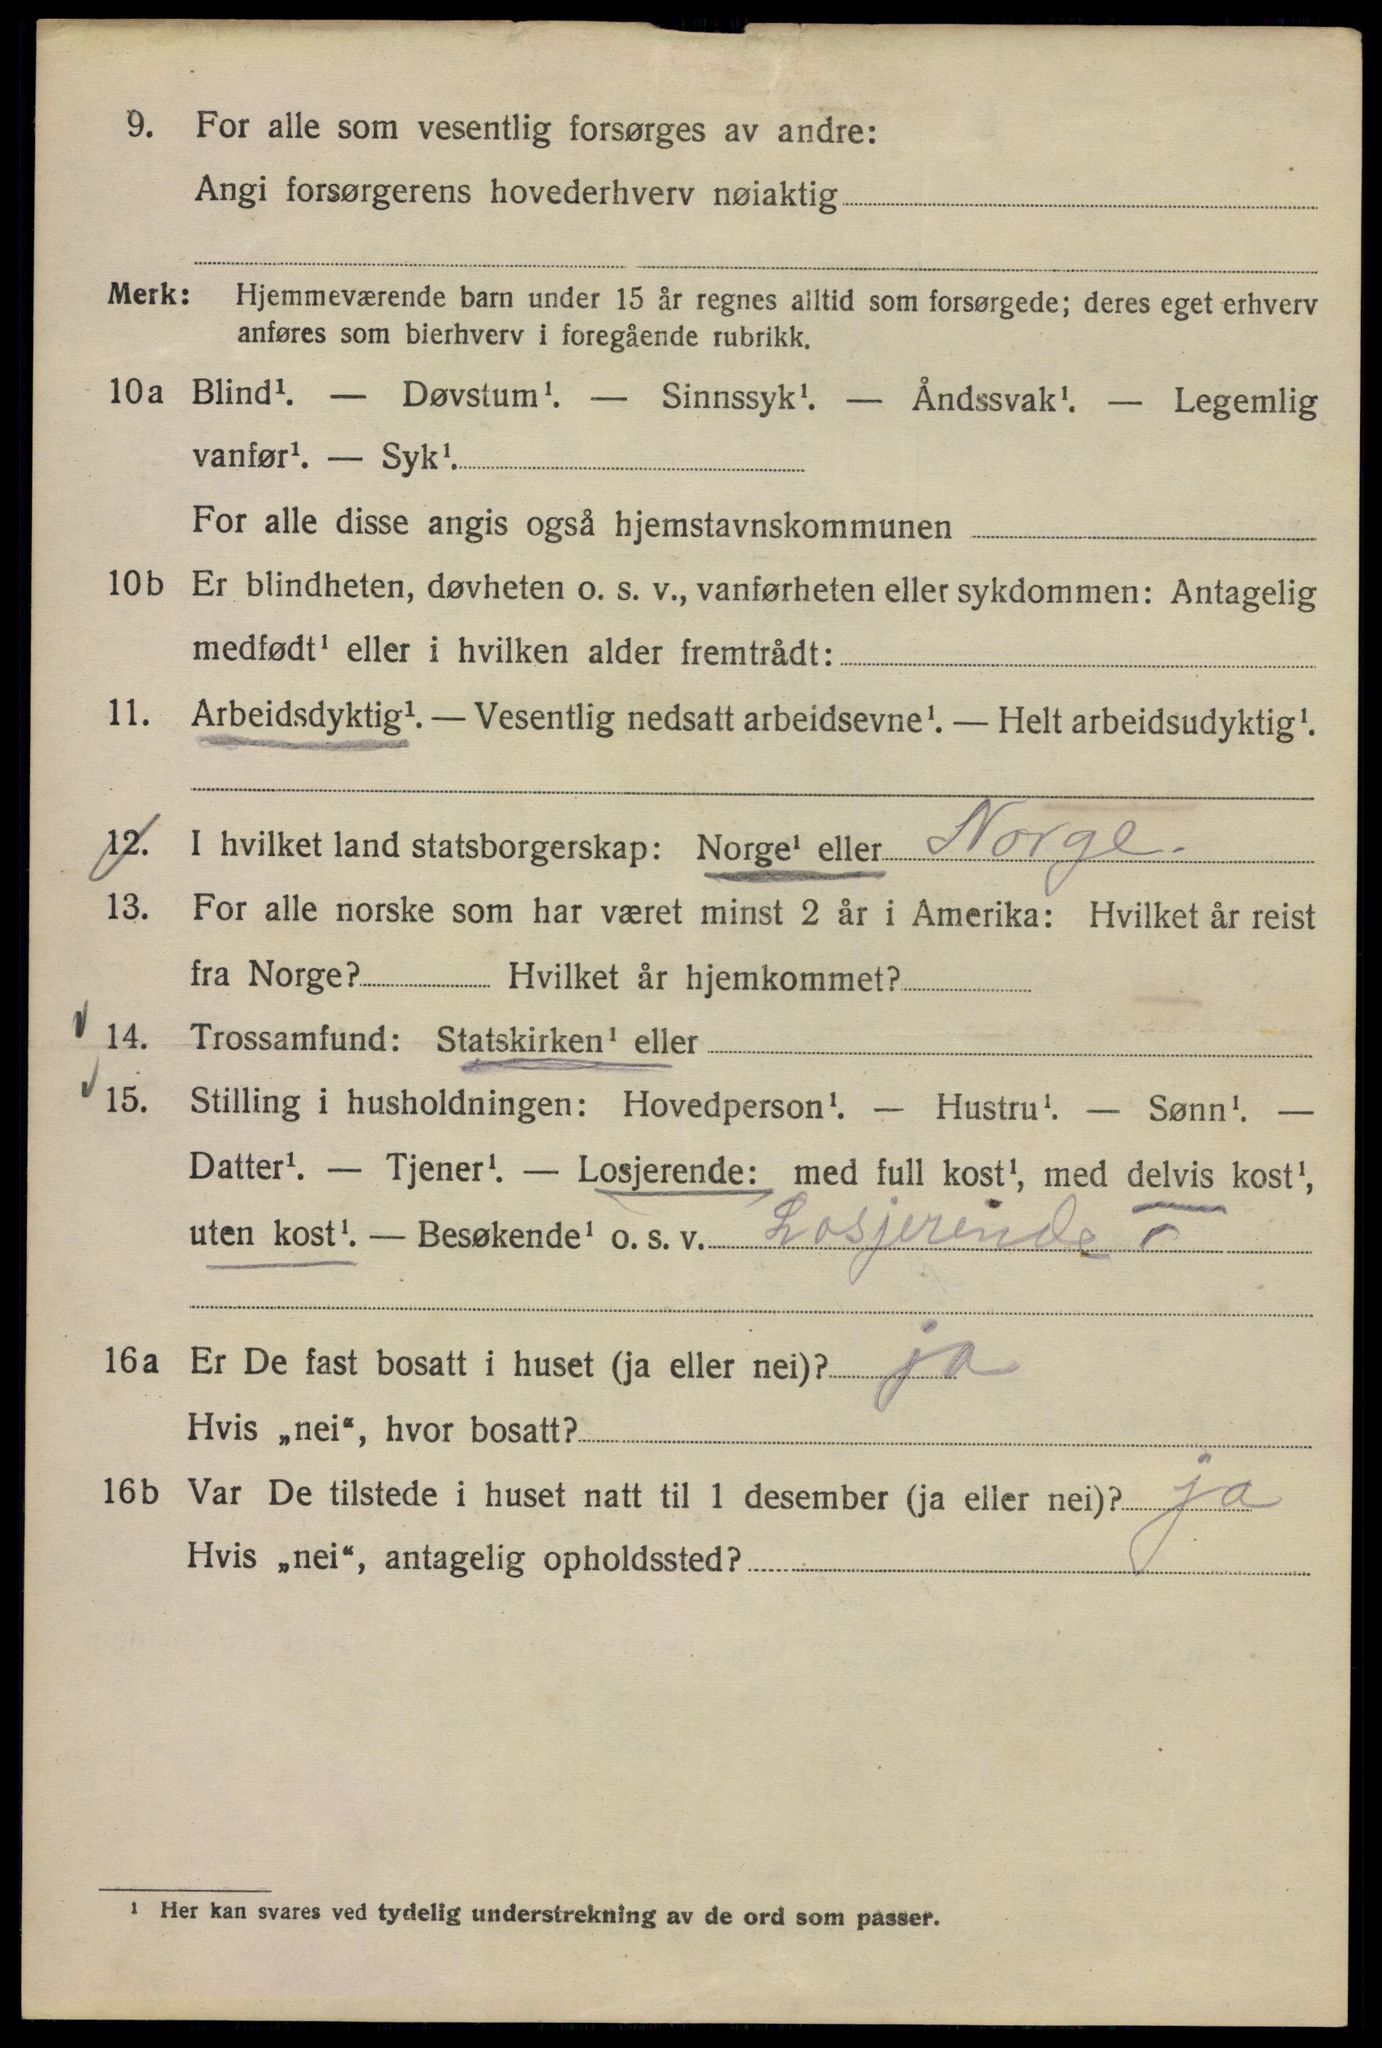 9. For alle som vesentlig forsørges av andre:
Angi forsørgerens hovederhverv nøiaktig
Merk: Hjemmeværende barn under 15 år regnes alltid som forsørgede; deres eget erhverv
anføres som bierhverv i foregående rubrikk.
10a Blind¹. — Døvstum¹. — Sinnssyk¹. — Åndssvak¹. — Legemlig
vanfør¹. — Syk¹.
For alle disse angis også hjemstavnskommunen
10b Er blindheten, døvheten o. s. v., vanførheten eller sykdommen: Antagelig
medfødt¹ eller i hvilken alder fremtrådt:
11. Arbeidsdyktig¹. — Vesentlig nedsatt arbeidsevne¹. — Helt arbeidsudyktig¹.
12. I hvilket land statsborgerskap: Norge¹ eller Norge.
13. For alle norske som har været minst 2 år i Amerika: Hvilket år reist
fra Norge? Hvilket år hjemkommet?
14. Trossamfund: Statskirken¹ eller
15. Stilling i husholdningen: Hovedperson¹. — Hustru¹. — Sønn¹. —
Datter¹. — Tjener¹. — Losjerende: med full kost¹, med delvis kost¹,
uten kost¹. — Besøkende¹ o. s. v. Losjerende
16a Er De fast bosatt i huset (ja eller nei)? ja
Hvis „nei“, hvor bosatt?
16b Var De tilstede i huset natt til 1 desember (ja eller nei)? ja
Hvis „nei“, antagelig opholdssted?
¹ Her kan svares ved tydelig understrekning av de ord som passer.